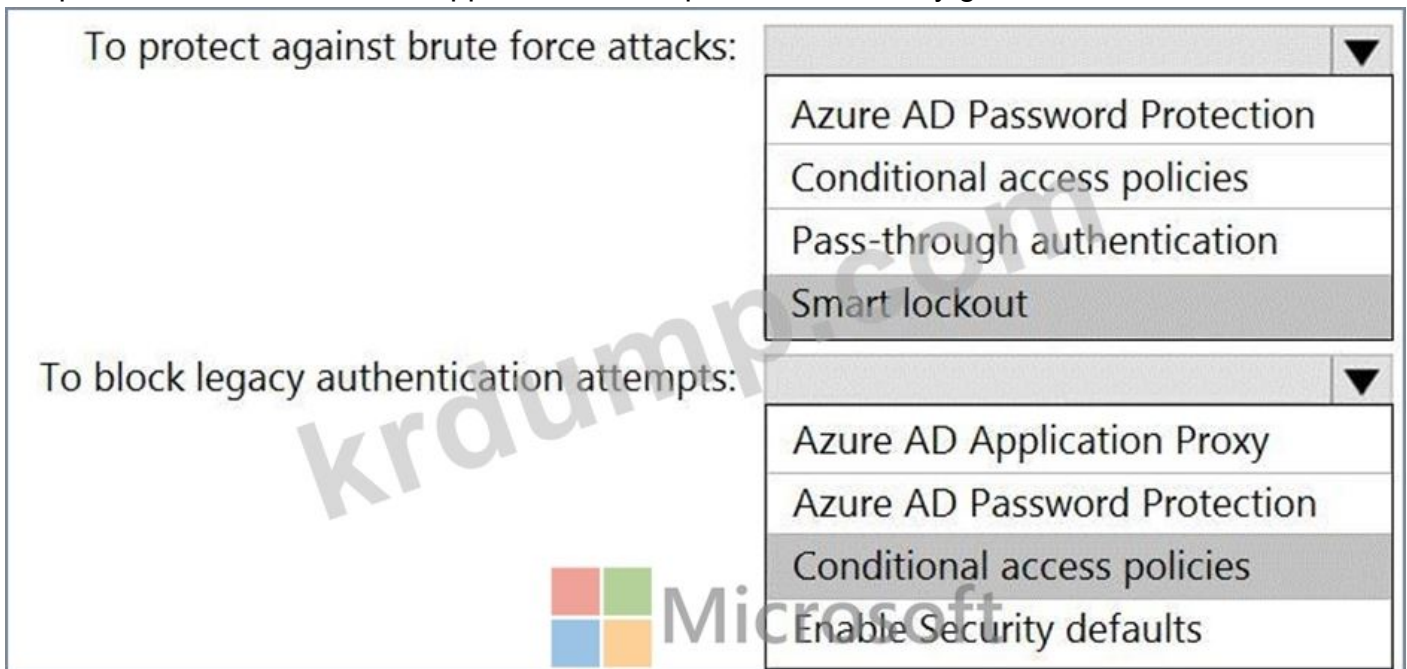 To protect against brute force attacks:
Azure AD Password Protection
Conditional access policies
Pass-through authentication
Smart lockout
To block legacy authentication attempts:
Azure AD Application Proxy
Azure AD Password Protection
Conditional access policies
Enable Security defaults
krdump.com
Microsoft